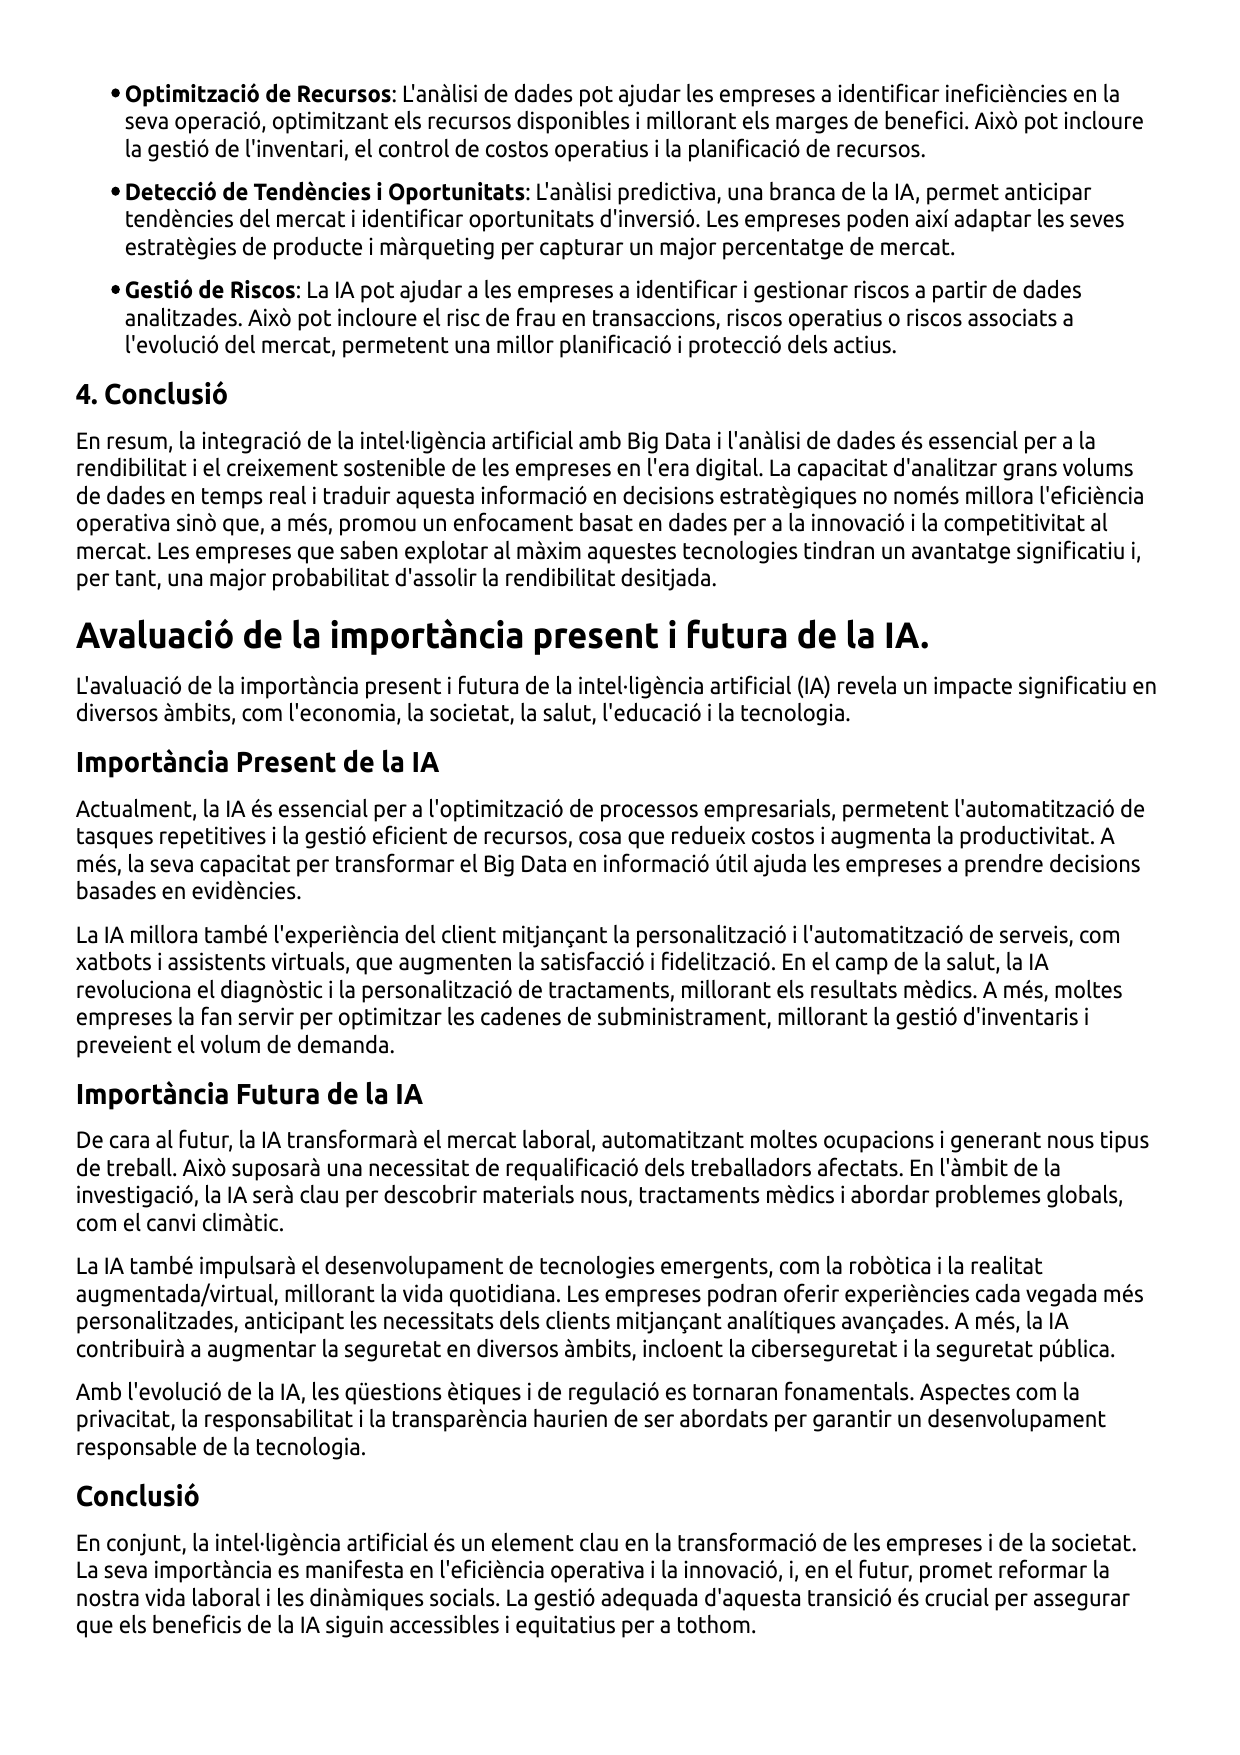 • Optimització de Recursos: L'anàlisi de dades pot ajudar les empreses a identificar ineficiències en la
seva operació, optimitzant els recursos disponibles i millorant els marges de benefici. Això pot incloure
la gestió de l'inventari, el control de costos operatius i la planificació de recursos.
• Detecció de Tendències i Oportunitats: L'anàlisi predictiva, una branca de la IA, permet anticipar
tendències del mercat i identificar oportunitats d'inversió. Les empreses poden així adaptar les seves
estratègies de producte i màrqueting per capturar un major percentatge de mercat.
• Gestió de Riscos: La IA pot ajudar a les empreses a identificar i gestionar riscos a partir de dades
analitzades. Això pot incloure el risc de frau en transaccions, riscos operatius o riscos associats a
l'evolució del mercat, permetent una millor planificació i protecció dels actius.
4. Conclusió
En resum, la integració de la intel·ligència artificial amb Big Data i l'anàlisi de dades és essencial per a la
rendibilitat i el creixement sostenible de les empreses en l'era digital. La capacitat d'analitzar grans volums
de dades en temps real i traduir aquesta informació en decisions estratègiques no només millora l'eficiència
operativa sinò que, a més, promou un enfocament basat en dades per a la innovació i la competitivitat al
mercat. Les empreses que saben explotar al màxim aquestes tecnologies tindran un avantatge significatiu i,
per tant, una major probabilitat d'assolir la rendibilitat desitjada.
Avaluació de la importància present i futura de la IA.
L'avaluació de la importància present i futura de la intel·ligència artificial (IA) revela un impacte significatiu en
diversos àmbits, com l'economia, la societat, la salut, l'educació i la tecnologia.
Importància Present de la IA
Actualment, la IA és essencial per a l'optimització de processos empresarials, permetent l'automatització de
tasques repetitives i la gestió eficient de recursos, cosa que redueix costos i augmenta la productivitat. A
més, la seva capacitat per transformar el Big Data en informació útil ajuda les empreses a prendre decisions
basades en evidències.
La IA millora també l'experiència del client mitjançant la personalització i l'automatització de serveis, com
xatbots i assistents virtuals, que augmenten la satisfacció i fidelització. En el camp de la salut, la IA
revoluciona el diagnòstic i la personalització de tractaments, millorant els resultats mèdics. A més, moltes
empreses la fan servir per optimitzar les cadenes de subministrament, millorant la gestió d'inventaris i
preveient el volum de demanda.
Importància Futura de la IA
De cara al futur, la IA transformarà el mercat laboral, automatitzant moltes ocupacions i generant nous tipus
de treball. Això suposarà una necessitat de requalificació dels treballadors afectats. En l'àmbit de la
investigació, la IA serà clau per descobrir materials nous, tractaments mèdics i abordar problemes globals,
com el canvi climàtic.
La IA també impulsarà el desenvolupament de tecnologies emergents, com la robòtica i la realitat
augmentada/virtual, millorant la vida quotidiana. Les empreses podran oferir experiències cada vegada més
personalitzades, anticipant les necessitats dels clients mitjançant analítiques avançades. A més, la IA
contribuirà a augmentar la seguretat en diversos àmbits, incloent la ciberseguretat i la seguretat pública.
Amb l'evolució de la IA, les qüestions ètiques i de regulació es tornaran fonamentals. Aspectes com la
privacitat, la responsabilitat i la transparència haurien de ser abordats per garantir un desenvolupament
responsable de la tecnologia.
Conclusió
En conjunt, la intel·ligència artificial és un element clau en la transformació de les empreses i de la societat.
La seva importància es manifesta en l'eficiència operativa i la innovació, i, en el futur, promet reformar la
nostra vida laboral i les dinàmiques socials. La gestió adequada d'aquesta transició és crucial per assegurar
que els beneficis de la IA siguin accessibles i equitatius per a tothom.